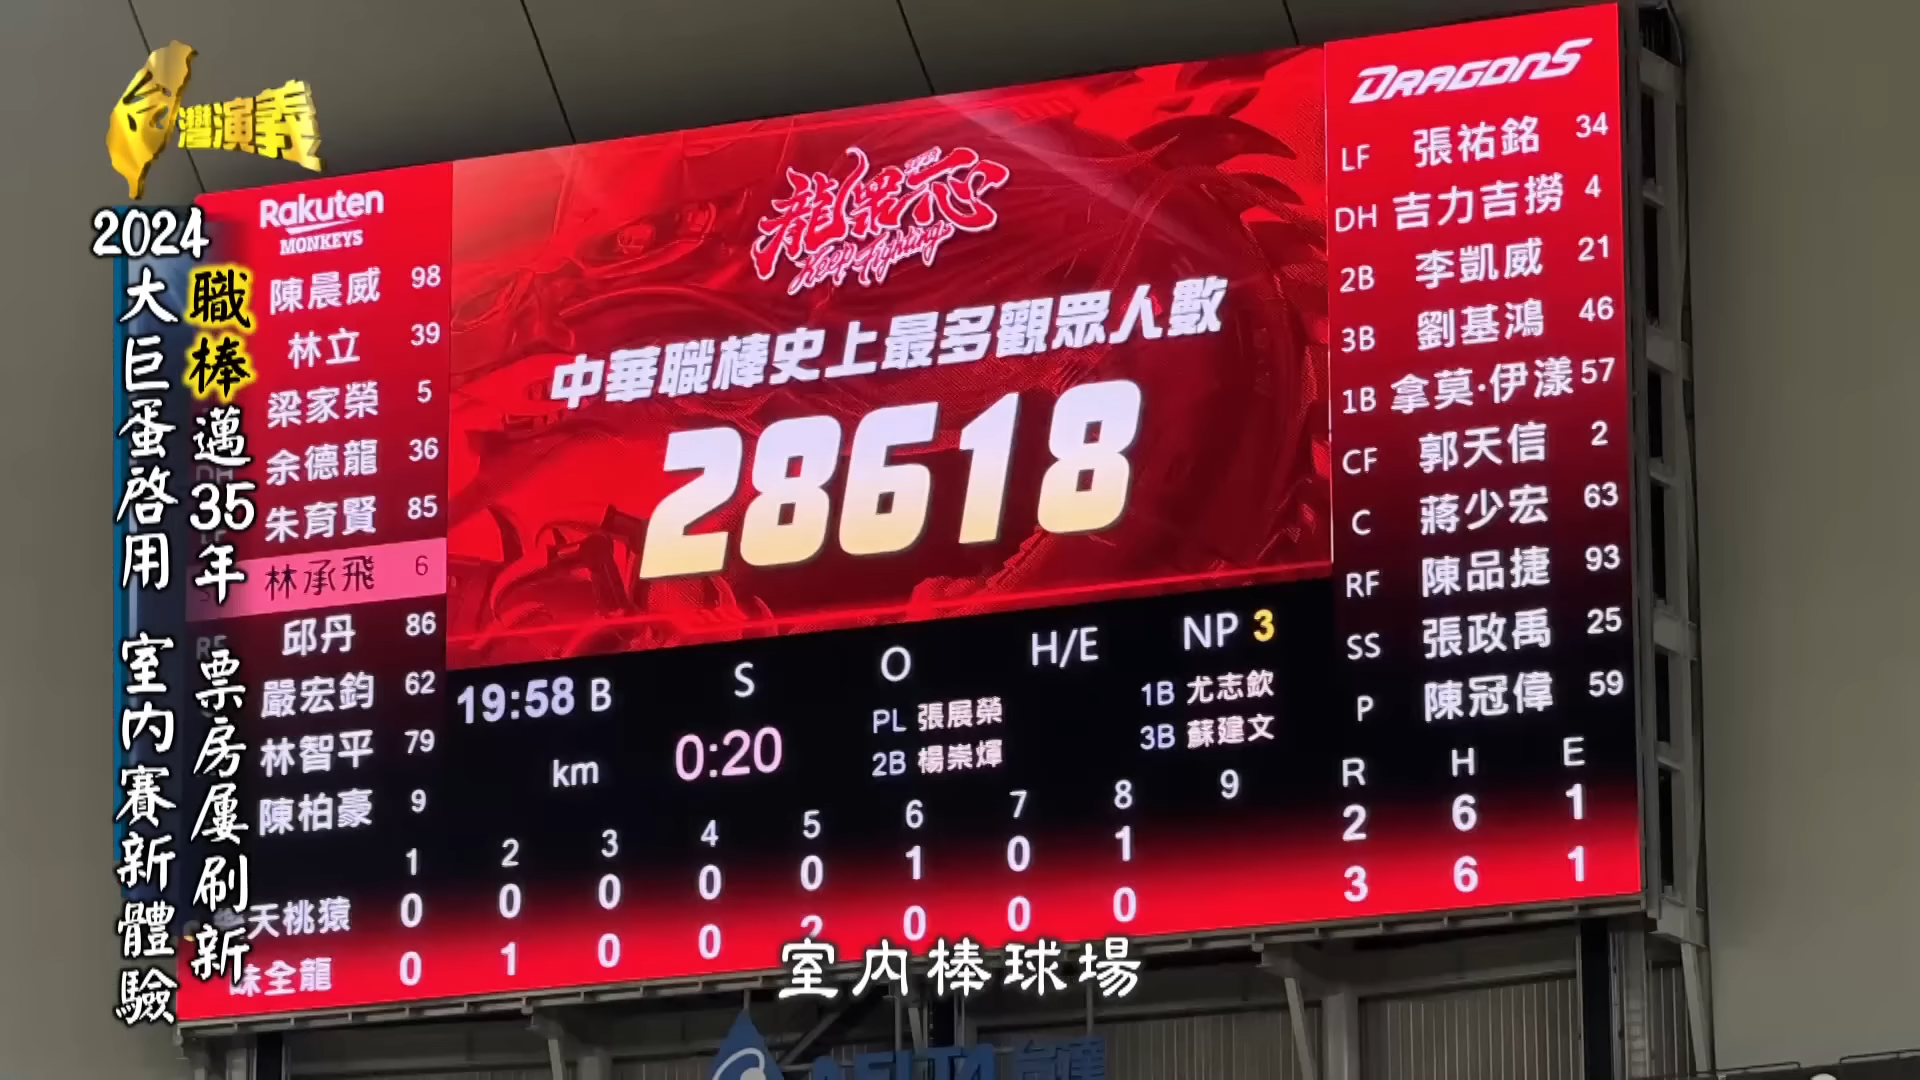 台灣演義
2024
大巨蛋啓用 室內賽新體驗
職棒邁35年 票房屢刷新
Rakuten
MONKEYS
陳晨威 98
林立 39
梁家榮 5
余德龍 36
朱育賢 85
林承飛 6
邱丹 86
嚴宏鈞 62
林智平 79
陳柏豪 9
Keep Fighting
中華職棒史上最多觀眾人數
28618
19:58 B S O H/E NP 3
km 0:20
PL 張展榮 1B 尤志欽
2B 楊崇煇 3B 蘇建文
DRAGONS
LF 張祐銘 34
DH 吉力吉撈 4
2B 李凱威 21
3B 劉基鴻 46
1B 拿莫·伊漾 57
CF 郭天信 2
C 蔣少宏 63
RF 陳品捷 93
SS 張政禹 25
P 陳冠偉 59
1 2 3 4 5 6 7 8 9 R H E
天桃猿 0 0 0 0 0 1 0 1 2 6 1
味全龍 0 1 0 0 2 0 0 0 3 6 1
室內棒球場
DELTA 台達